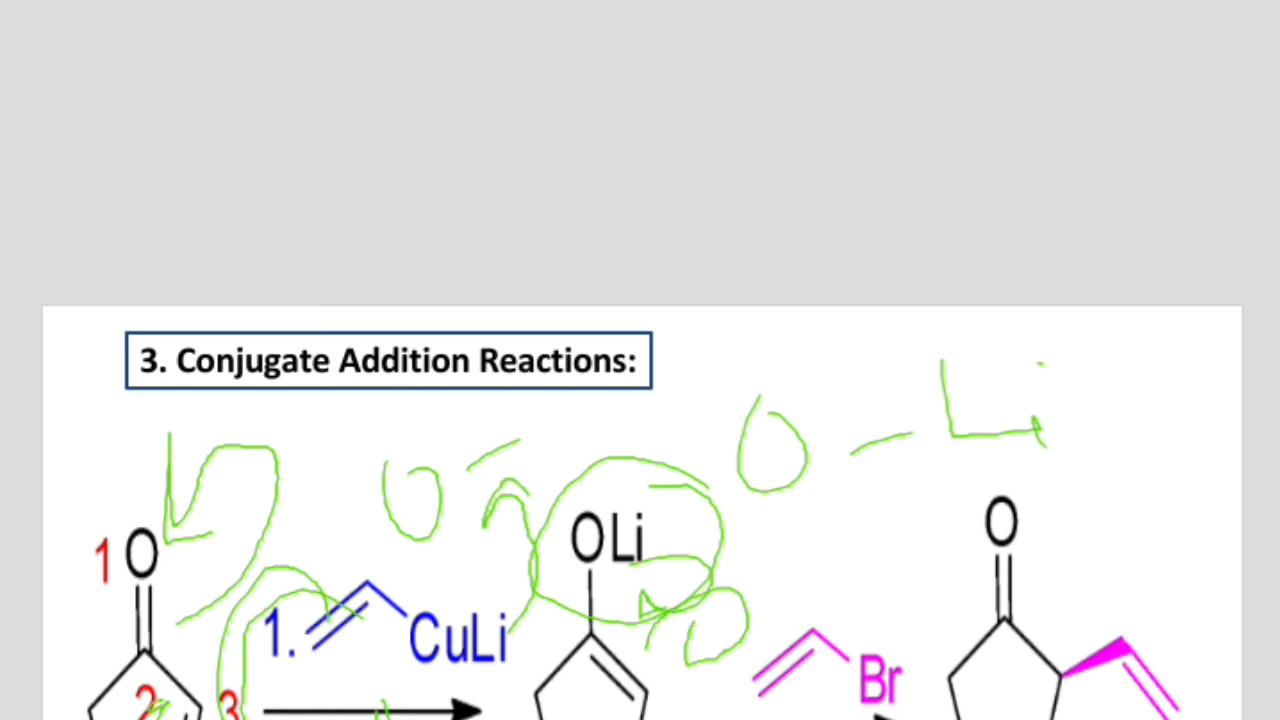 3. Conjugate Addition Reactions:
O - Li
O -
1 O
1.
CuLi
OLi
O
Br
2
3